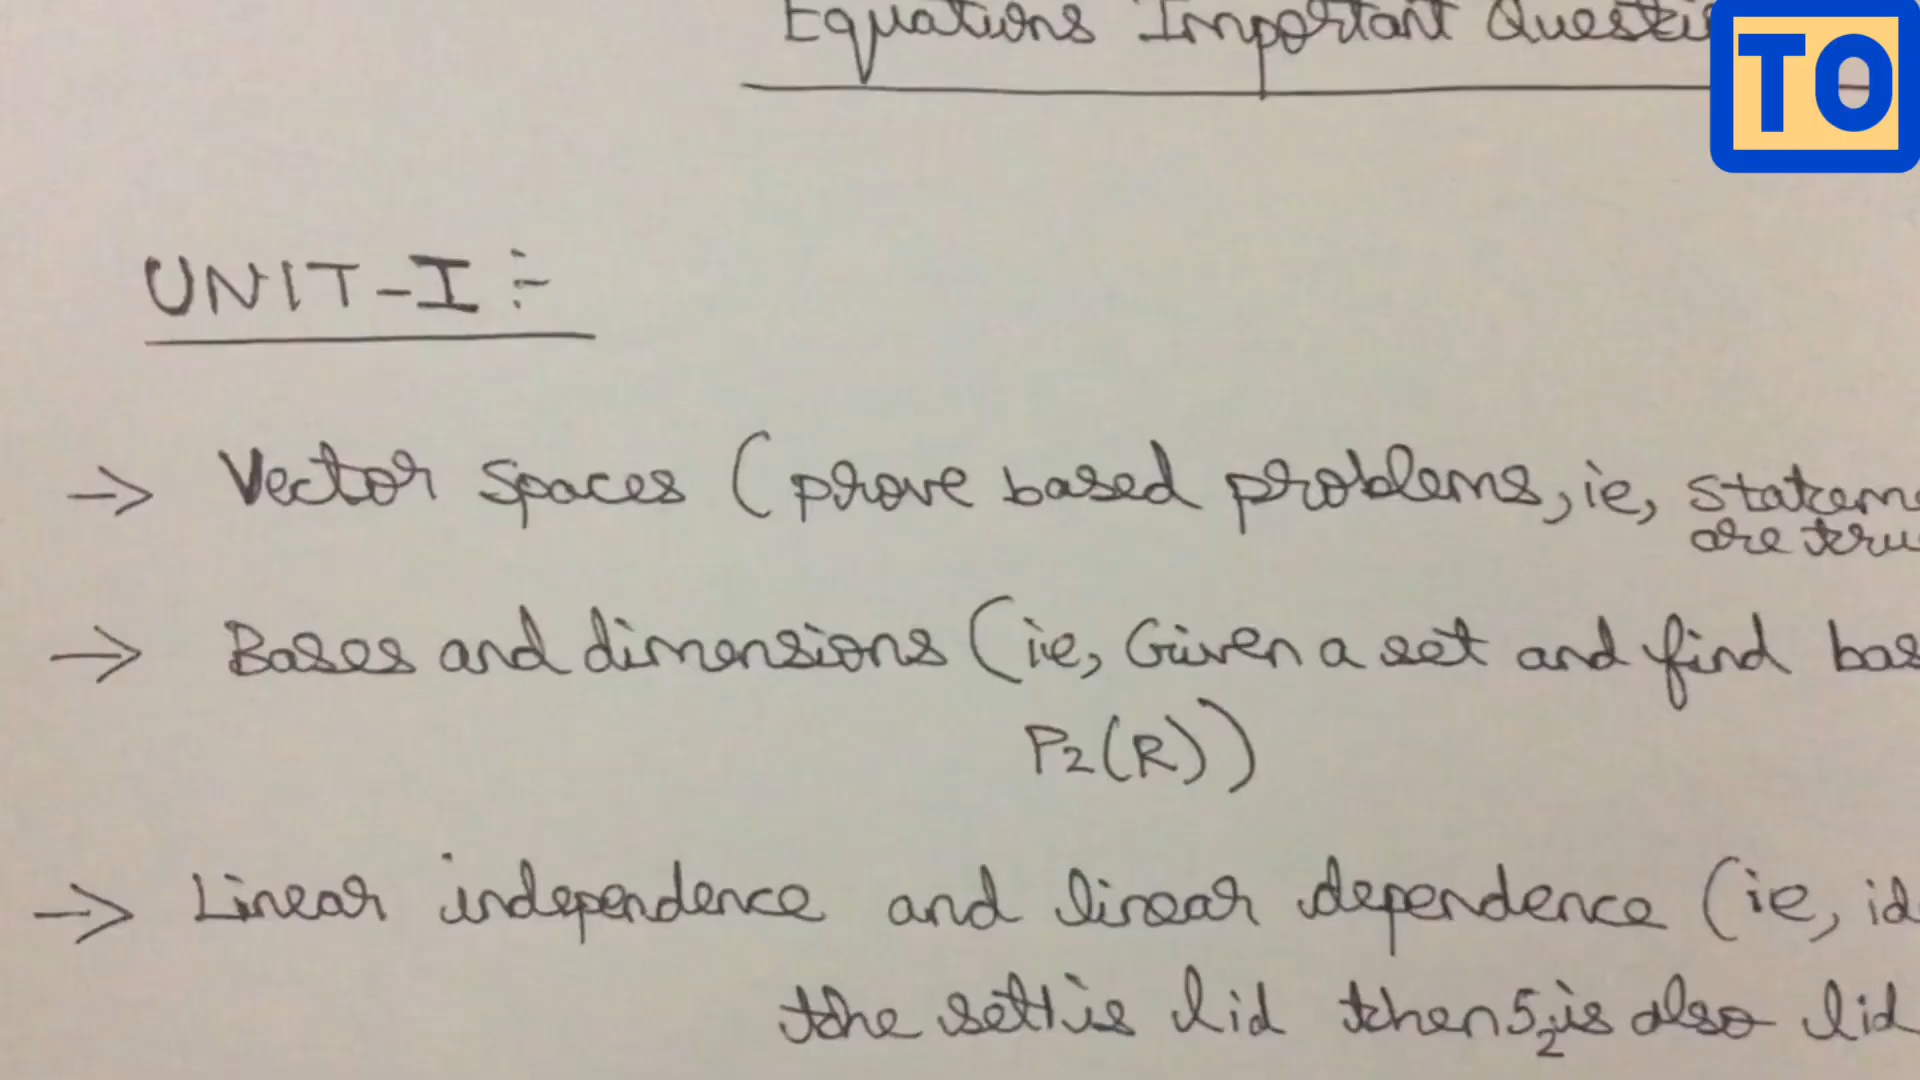 Equations Important Questio
TO
UNIT-I :-
→ Vector Spaces (prove based problems, ie, Statem
are tru
→ Bases and dimensions (ie, Given a set and find bas
P2(R))
→ Linear independence and linear dependence (ie, id
the set1 is lid then S2 is also lid